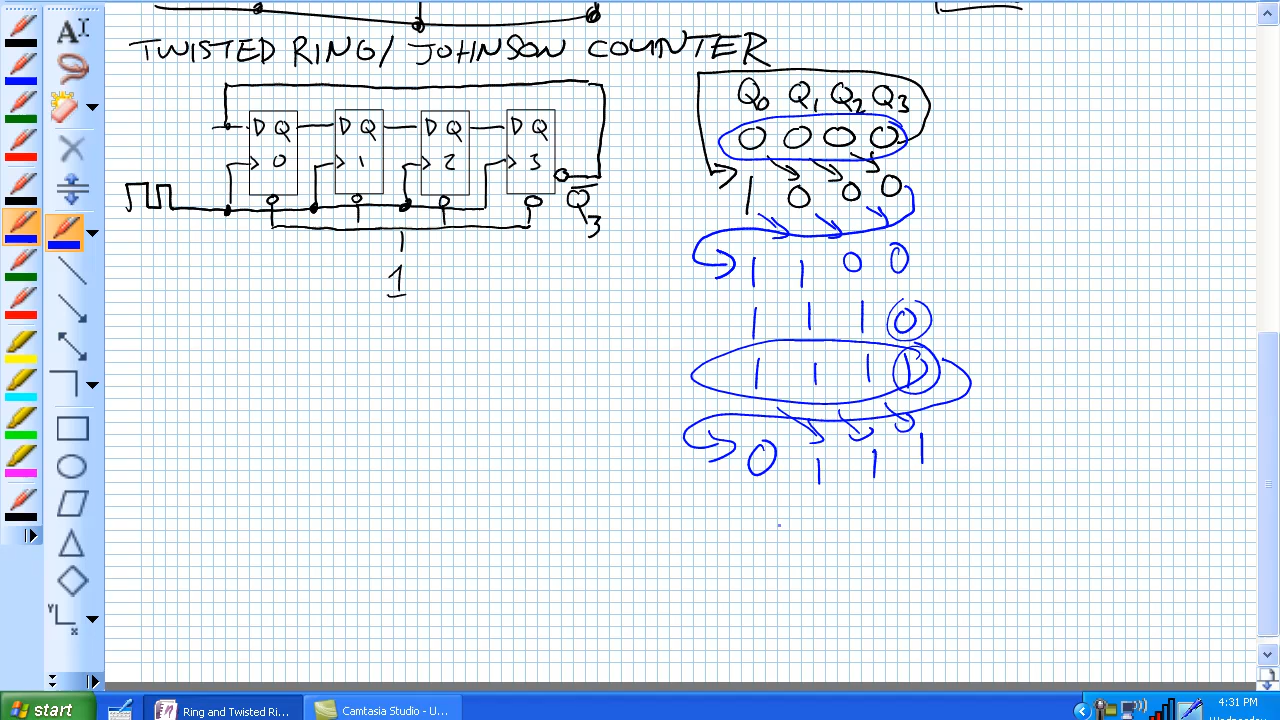 TWISTED RING/ JOHNSON COUNTER
Q0 Q1 Q2 Q3
D Q D Q D Q D Q
0 0 0 0
0 1 2 3
1 0 0 0
Q3
1 1 0 0
1
1 1 1 0
1 1 1 1
0 1 1 1
A
Y
x
start
Ring and Twisted Ri...
Camtasia Studio - U...
4:31 PM